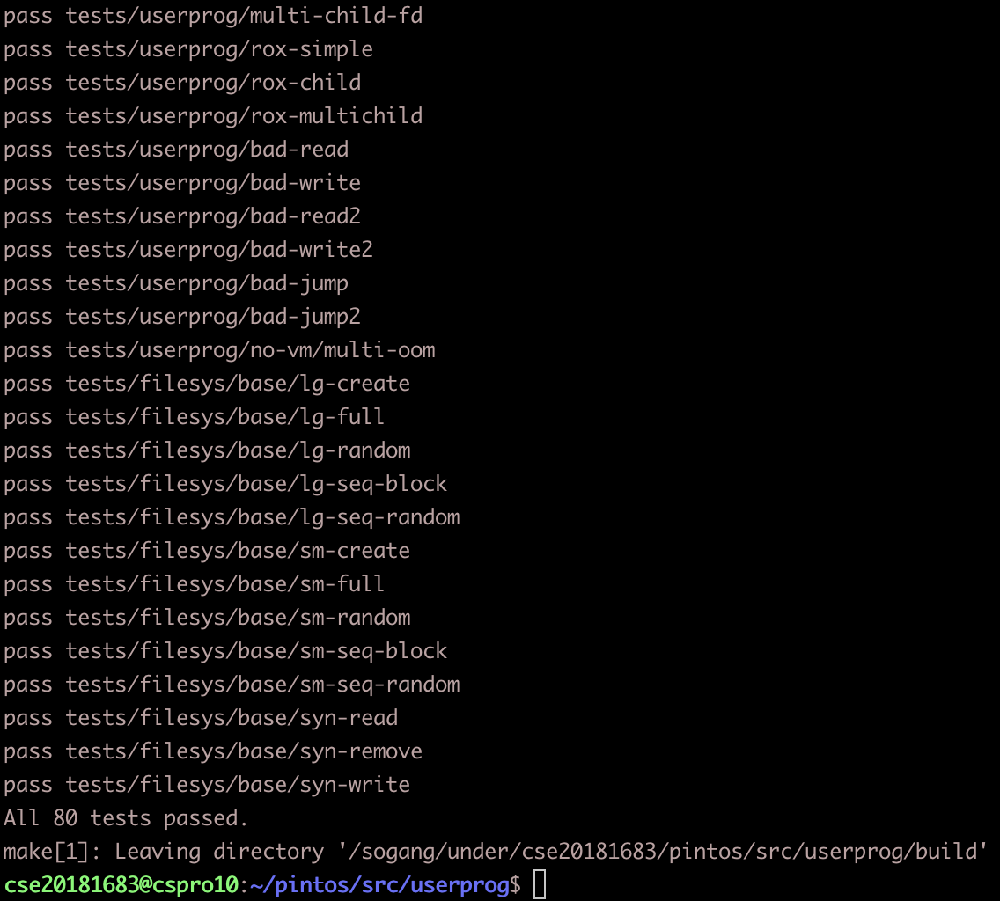 pass tests/userprog/multi-child-fd
pass tests/userprog/rox-simple
pass tests/userprog/rox-child
pass tests/userprog/rox-multichild
pass tests/userprog/bad-read
pass tests/userprog/bad-write
pass tests/userprog/bad-read2
pass tests/userprog/bad-write2
pass tests/userprog/bad-jump
pass tests/userprog/bad-jump2
pass tests/userprog/no-vm/multi-oom
pass tests/filesys/base/lg-create
pass tests/filesys/base/lg-full
pass tests/filesys/base/lg-random
pass tests/filesys/base/lg-seq-block
pass tests/filesys/base/lg-seq-random
pass tests/filesys/base/sm-create
pass tests/filesys/base/sm-full
pass tests/filesys/base/sm-random
pass tests/filesys/base/sm-seq-block
pass tests/filesys/base/sm-seq-random
pass tests/filesys/base/syn-read
pass tests/filesys/base/syn-remove
pass tests/filesys/base/syn-write
All 80 tests passed.
make[1]: Leaving directory '/sogang/under/cse20181683/pintos/src/userprog/build'
cse20181683@cspro10:~/pintos/src/userprog$